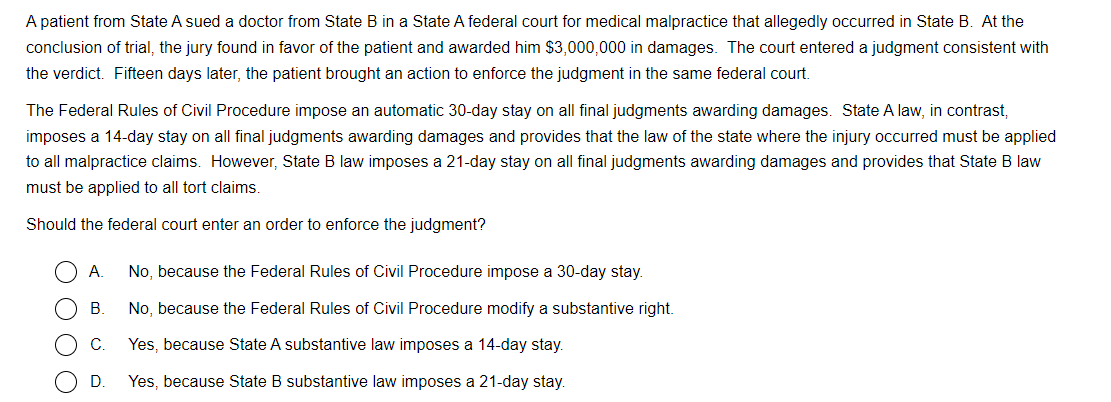 A patient from State A sued a doctor from State B in a State A federal court for medical malpractice that allegedly occurred in State B.  At the
conclusion of trial, the jury found in favor of the patient and awarded him $3,000,000 in damages.  The court entered a judgment consistent with
the verdict.  Fifteen days later, the patient brought an action to enforce the judgment in the same federal court.
The Federal Rules of Civil Procedure impose an automatic 30-day stay on all final judgments awarding damages.  State A law, in contrast,
imposes a 14-day stay on all final judgments awarding damages and provides that the law of the state where the injury occurred must be applied
to all malpractice claims.  However, State B law imposes a 21-day stay on all final judgments awarding damages and provides that State B law
must be applied to all tort claims.
Should the federal court enter an order to enforce the judgment?
A. No, because the Federal Rules of Civil Procedure impose a 30-day stay.
B. No, because the Federal Rules of Civil Procedure modify a substantive right.
C. Yes, because State A substantive law imposes a 14-day stay.
D. Yes, because State B substantive law imposes a 21-day stay.